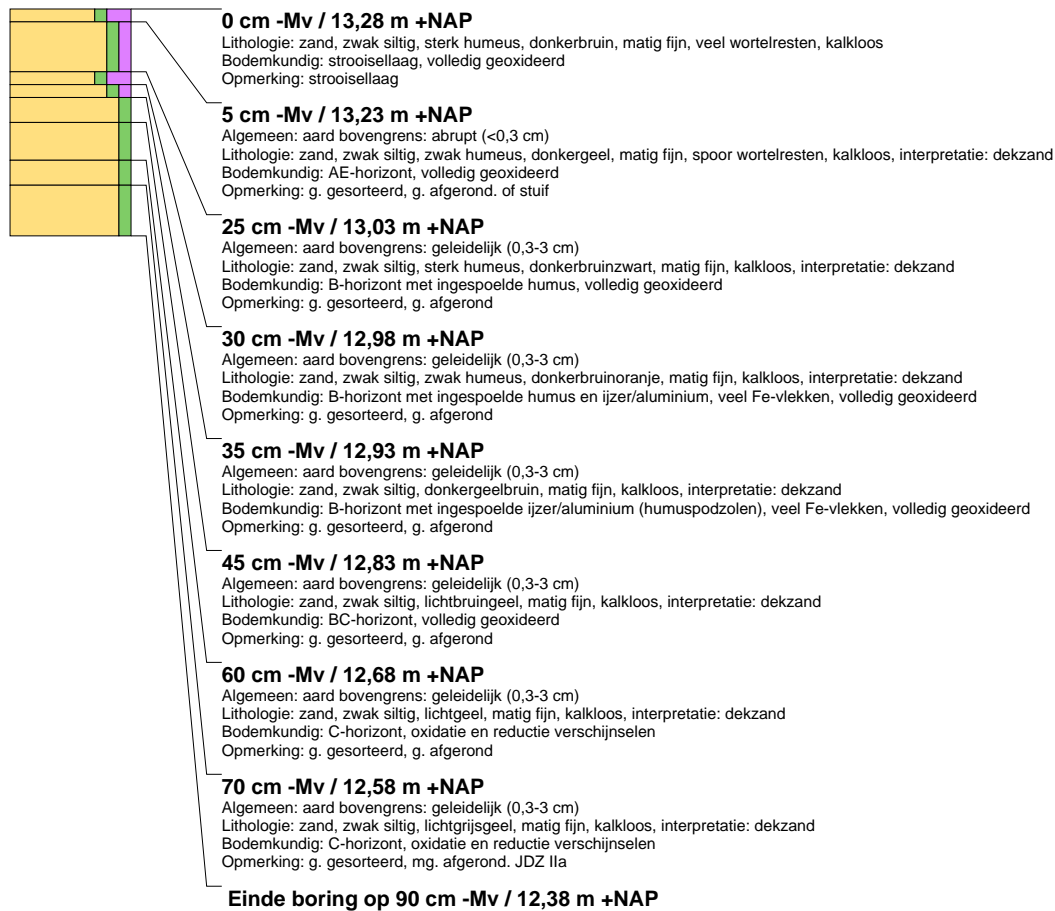 0 cm -Mv / 13,28 m +NAP
Lithologie: zand, zwak siltig, sterk humeus, donkerbruin, matig fijn, veel wortelresten, kalkloos
Bodemkundig: strooisellaag, volledig geoxideerd
Opmerking: strooisellaag
5 cm -Mv / 13,23 m +NAP
Algemeen: aard bovengrens: abrupt (<0,3 cm)
Lithologie: zand, zwak siltig, zwak humeus, donkergeel, matig fijn, spoor wortelresten, kalkloos, interpretatie: dekzand
Bodemkundig: AE-horizont, volledig geoxideerd
Opmerking: g. gesorteerd, g. afgerond. of stuif
25 cm -Mv / 13,03 m +NAP
Algemeen: aard bovengrens: geleidelijk (0,3-3 cm)
Lithologie: zand, zwak siltig, sterk humeus, donkerbruinzwart, matig fijn, kalkloos, interpretatie: dekzand
Bodemkundig: B-horizont met ingespoelde humus, volledig geoxideerd
Opmerking: g. gesorteerd, g. afgerond
30 cm -Mv / 12,98 m +NAP
Algemeen: aard bovengrens: geleidelijk (0,3-3 cm)
Lithologie: zand, zwak siltig, zwak humeus, donkerbruinoranje, matig fijn, kalkloos, interpretatie: dekzand
Bodemkundig: B-horizont met ingespoelde humus en ijzer/aluminium, veel Fe-vlekken, volledig geoxideerd
Opmerking: g. gesorteerd, g. afgerond
35 cm -Mv / 12,93 m +NAP
Algemeen: aard bovengrens: geleidelijk (0,3-3 cm)
Lithologie: zand, zwak siltig, donkergeelbruin, matig fijn, kalkloos, interpretatie: dekzand
Bodemkundig: B-horizont met ingespoelde ijzer/aluminium (humuspodzolen), veel Fe-vlekken, volledig geoxideerd
Opmerking: g. gesorteerd, g. afgerond
45 cm -Mv / 12,83 m +NAP
Algemeen: aard bovengrens: geleidelijk (0,3-3 cm)
Lithologie: zand, zwak siltig, lichtbruingeel, matig fijn, kalkloos, interpretatie: dekzand
Bodemkundig: BC-horizont, volledig geoxideerd
Opmerking: g. gesorteerd, g. afgerond
60 cm -Mv / 12,68 m +NAP
Algemeen: aard bovengrens: geleidelijk (0,3-3 cm)
Lithologie: zand, zwak siltig, lichtgeel, matig fijn, kalkloos, interpretatie: dekzand
Bodemkundig: C-horizont, oxidatie en reductie verschijnselen
Opmerking: g. gesorteerd, g. afgerond
70 cm -Mv / 12,58 m +NAP
Algemeen: aard bovengrens: geleidelijk (0,3-3 cm)
Lithologie: zand, zwak siltig, lichtgrijsgeel, matig fijn, kalkloos, interpretatie: dekzand
Bodemkundig: C-horizont, oxidatie en reductie verschijnselen
Opmerking: g. gesorteerd, mg. afgerond. JDZ IIa
Einde boring op 90 cm -Mv / 12,38 m +NAP